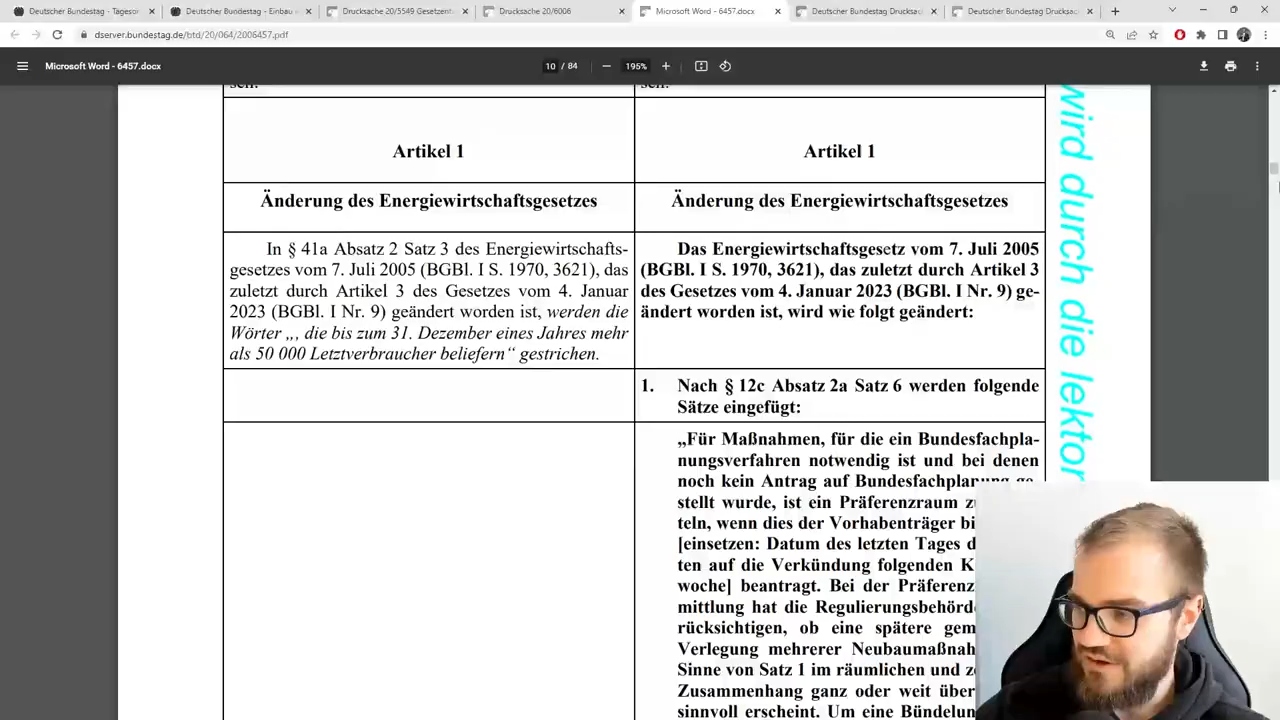 Deutscher Bundestag - Tagesor
Deutscher Bundestag - Einbau
Drucksache 20/5549 Gesetzent
Drucksache 20/6006
Microsoft Word - 6457.docx
Deutscher Bundestag Drucksac
Deutscher Bundestag Drucksac
dserver.bundestag.de/btd/20/064/2006457.pdf
Microsoft Word - 6457.docx
10 / 84
195%
sen.
sen.
Artikel 1
Artikel 1
Änderung des Energiewirtschaftsgesetzes
Änderung des Energiewirtschaftsgesetzes
In § 41a Absatz 2 Satz 3 des Energiewirtschafts-
gesetzes vom 7. Juli 2005 (BGBl. I S. 1970, 3621), das
zuletzt durch Artikel 3 des Gesetzes vom 4. Januar
2023 (BGBl. I Nr. 9) geändert worden ist, werden die
Wörter „, die bis zum 31. Dezember eines Jahres mehr
als 50 000 Letztverbraucher beliefern“ gestrichen.
Das Energiewirtschaftsgesetz vom 7. Juli 2005
(BGBl. I S. 1970, 3621), das zuletzt durch Artikel 3
des Gesetzes vom 4. Januar 2023 (BGBl. I Nr. 9) ge-
ändert worden ist, wird wie folgt geändert:
1. Nach § 12c Absatz 2a Satz 6 werden folgende
Sätze eingefügt:
„Für Maßnahmen, für die ein Bundesfachpla-
nungsverfahren notwendig ist und bei denen
noch kein Antrag auf Bundesfachplanung ge-
stellt wurde, ist ein Präferenzraum z
teln, wenn dies der Vorhabenträger bi
[einsetzen: Datum des letzten Tages d
ten auf die Verkündung folgenden K
woche] beantragt. Bei der Präferenz
mittlung hat die Regulierungsbehörde
rücksichtigen, ob eine spätere gem
Verlegung mehrerer Neubaumaßnah
Sinne von Satz 1 im räumlichen und z
Zusammenhang ganz oder weit über
sinnvoll erscheint. Um eine Bündelun
wird durch die lektor